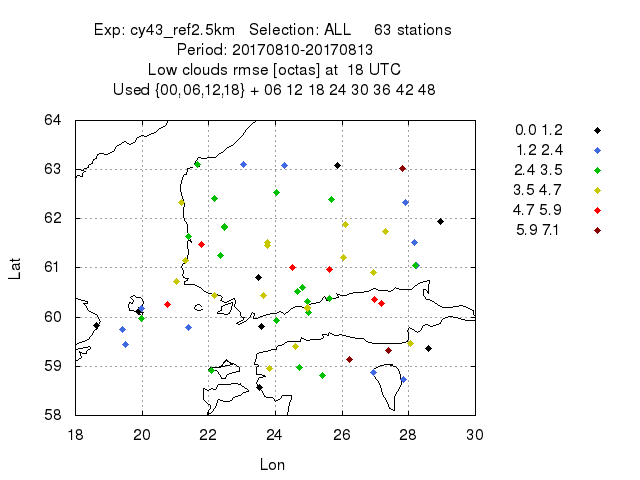 Exp: cy43_ref2.5km   Selection: ALL     63 stations
Period: 20170810-20170813
Low clouds rmse [octas] at  18 UTC
Used {00,06,12,18} + 06 12 18 24 30 36 42 48
64
63
62
61
60
59
58
Lat
18 20 22 24 26 28 30
Lon
0.0 1.2
1.2 2.4
2.4 3.5
3.5 4.7
4.7 5.9
5.9 7.1